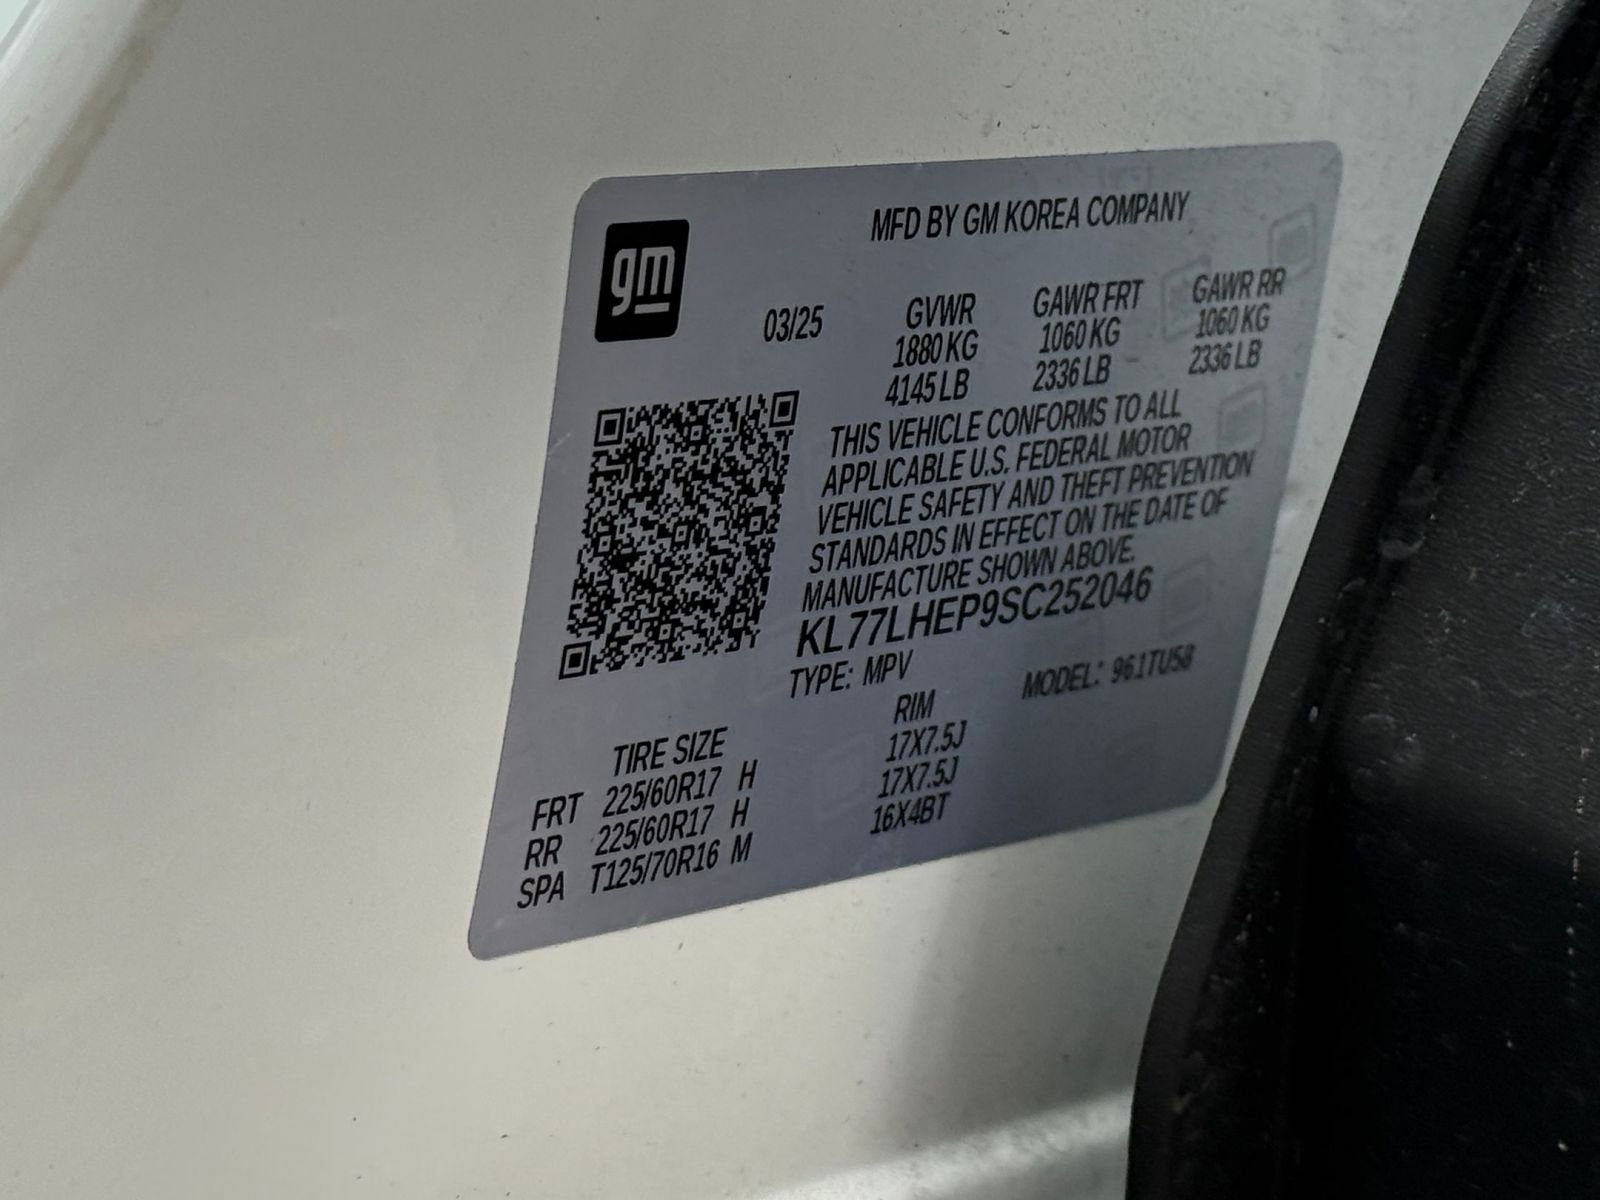 gm
MFD BY GM KOREA COMPANY
03/25
GVWR GAWR FRT GAWR RR
1880 KG 1060 KG 1060 KG
4145 LB 2336 LB 2336 LB
THIS VEHICLE CONFORMS TO ALL
APPLICABLE U.S. FEDERAL MOTOR
VEHICLE SAFETY AND THEFT PREVENTION
STANDARDS IN EFFECT ON THE DATE OF
MANUFACTURE SHOWN ABOVE.
KL77LHEP9SC252046
TYPE: MPV MODEL: 961TU58
TIRE SIZE RIM
FRT 225/60R17 H 17X7.5J
RR 225/60R17 H 17X7.5J
SPA T125/70R16 M 16X4BT